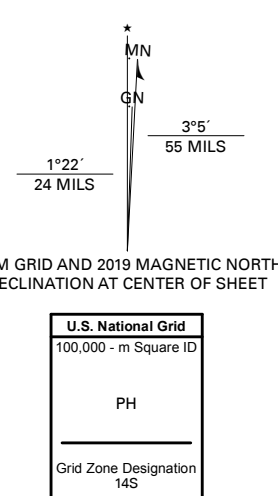 ★
MN
GN
3°5´
55 MILS
1°22´
24 MILS
M GRID AND 2019 MAGNETIC NORTH
ECLINATION AT CENTER OF SHEET
U.S. National Grid
100,000 - m Square ID
PH
Grid Zone Designation
14S